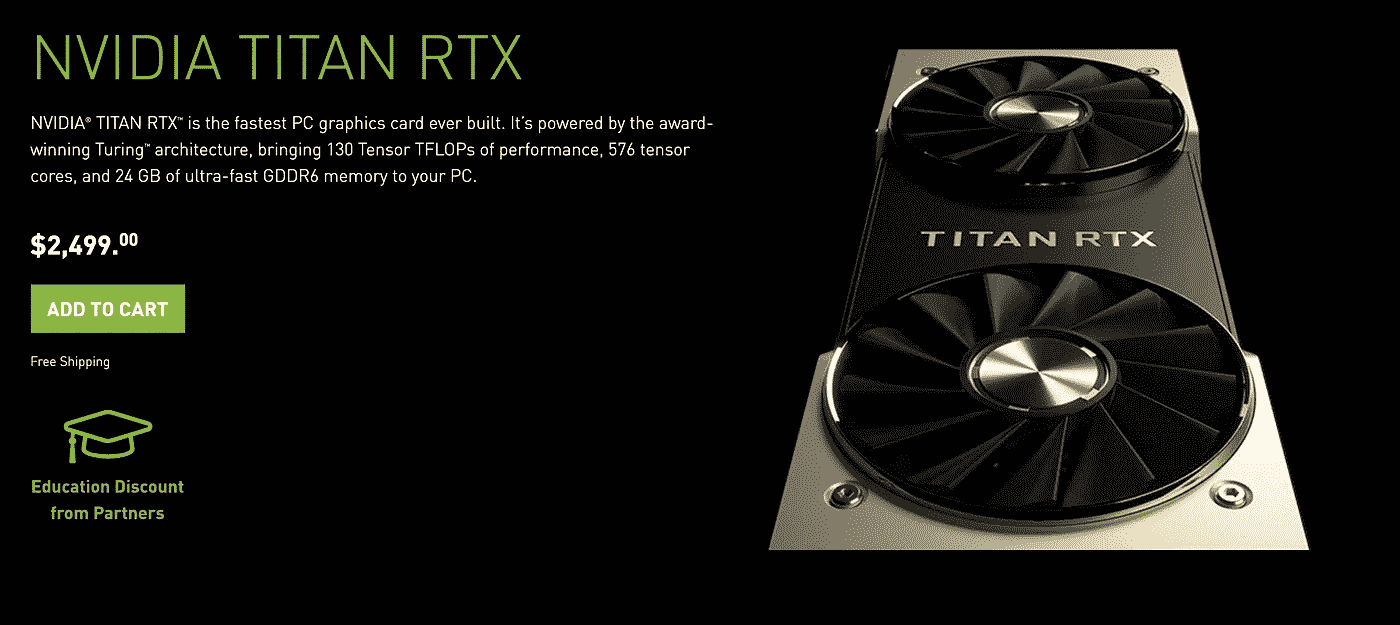 NVIDIA TITAN RTX
NVIDIA® TITAN RTX™ is the fastest PC graphics card ever built. It's powered by the award-
winning Turing™ architecture, bringing 130 Tensor TFLOPs of performance, 576 tensor
cores, and 24 GB of ultra-fast GDDR6 memory to your PC.
$2,499.00
ADD TO CART
Free Shipping
Education Discount
from Partners
TITAN RTX